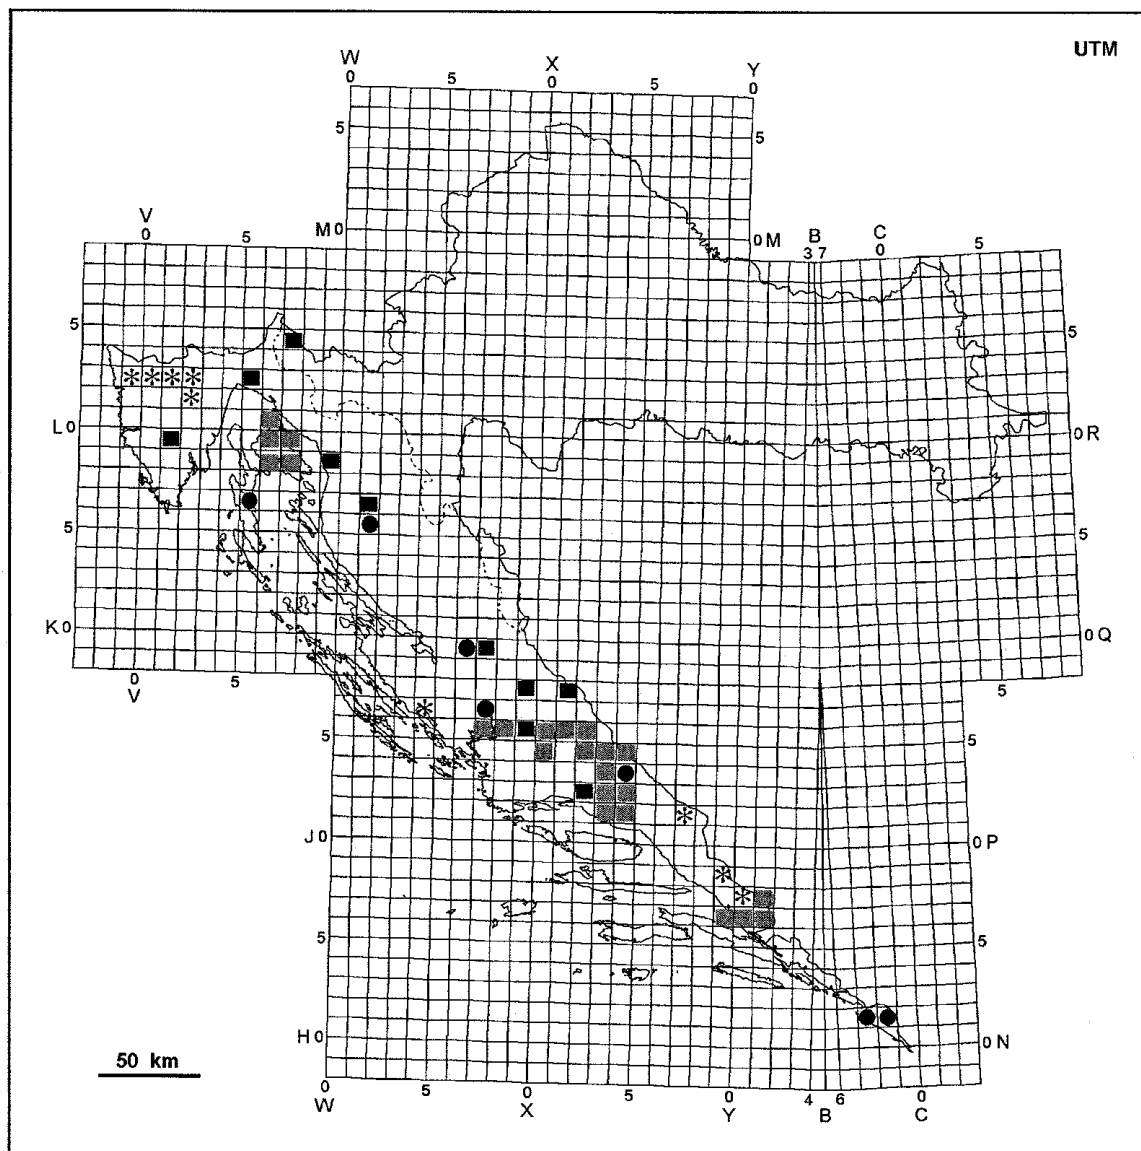 UTM
W X Y
0 5 0 5 0
5 5
V B C
0 5 M 0 0 M 3 7 0 5
5 5
L 0 0 R
5 5
K 0 0 Q
0 5 5
V
5 5
J 0 0 P
5 5
H 0 0 N
50 km
0 5 0 5 0 4 6 0
W X Y B C